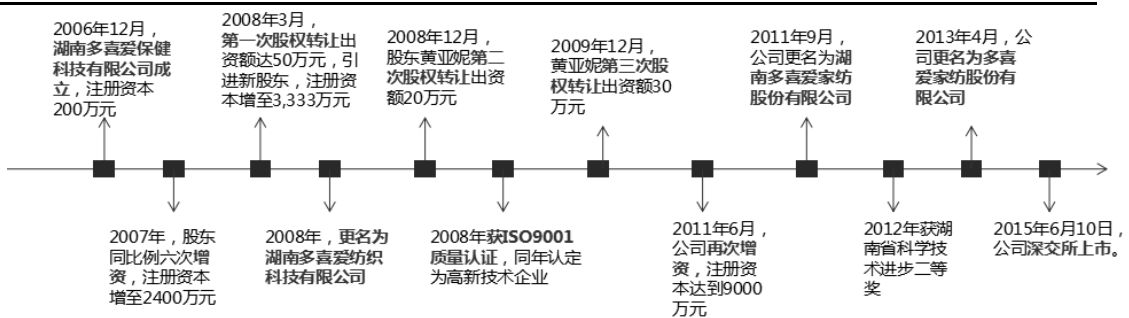 2006年12月，
湖南多喜爱保健
科技有限公司成
立，注册资本
200万元
2008年3月，
第一次股权转让出
资额达50万元，引
进新股东，注册资
本增至3,333万元
2008年12月，
股东黄亚妮第二
次股权转让出资
额20万元
2009年12月，
黄亚妮第三次股
权转让出资额30
万元
2011年9月，
公司更名为湖
南多喜爱家纺
股份有限公司
2013年4月，公
司更名为多喜
爱家纺股份有
限公司
2007年，股东
同比例六次增
资，注册资本
增至2400万元
2008年，更名为
湖南多喜爱纺织
科技有限公司
2008年获ISO9001
质量认证，同年认定
为高新技术企业
2011年6月，
公司再次增
资，注册资
本达到9000
万元
2012年获湖
南省科学技
术进步二等
奖
2015年6月10日，
公司深交所上市。